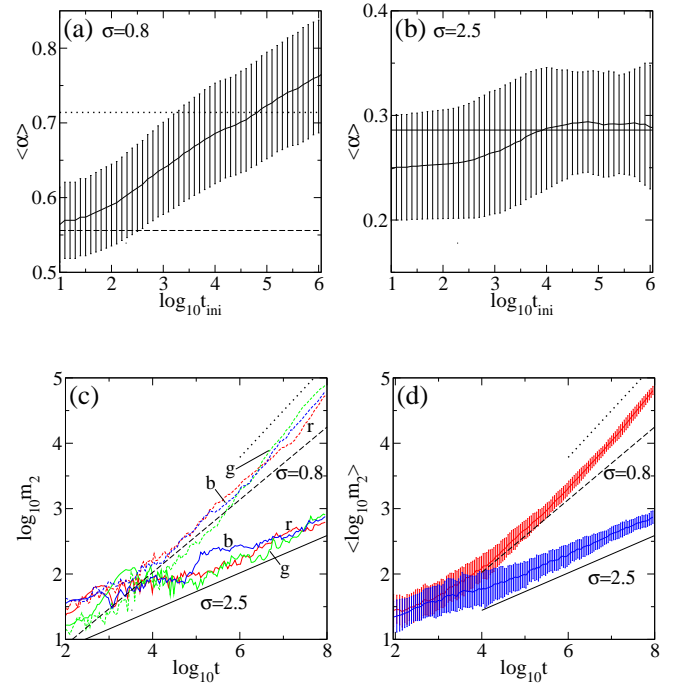 (a) σ=0.8
0.8
0.7
0.6
0.5
<α>
1 2 3 4 5 6
log10tini
(b) σ=2.5
0.4
0.3
0.2
<α>
1 2 3 4 5 6
log10tini
(c)
5
4
3
2
1
log10m2
r
g
b
σ=0.8
r
b
g
σ=2.5
2 4 6 8
log10t
(d)
5
4
3
2
1
<log10m2>
σ=0.8
σ=2.5
2 4 6 8
log10t